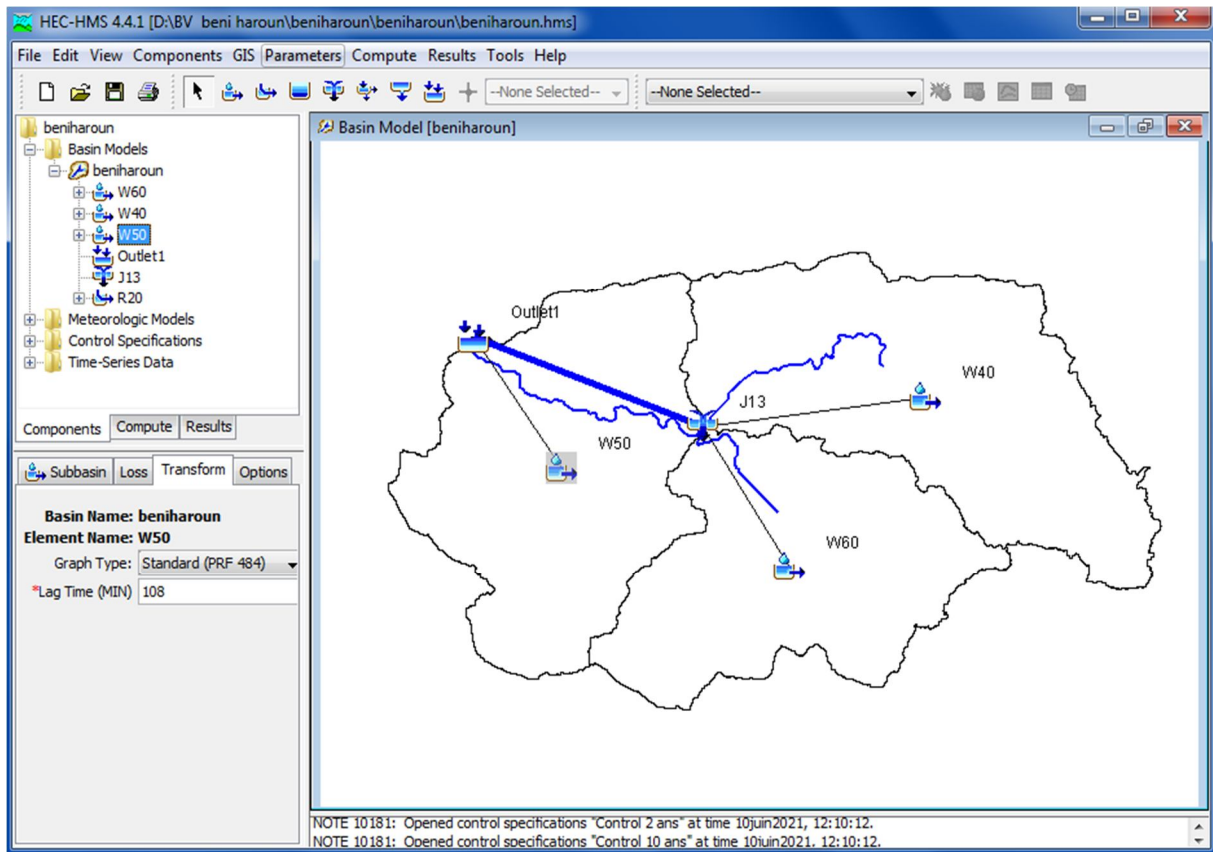 HEC-HMS 4.4.1 [D:\BV beni haroun\beniharoun\beniharoun\beniharoun.hms]
File Edit View Components GIS Parameters Compute Results Tools Help
--None Selected-- --None Selected--
beniharoun
Basin Models
beniharoun
W60
W40
W50
Outlet1
J13
R20
Meteorologic Models
Control Specifications
Time-Series Data
Components Compute Results
Subbasin Loss Transform Options
Basin Name: beniharoun
Element Name: W50
Graph Type: Standard (PRF 484)
*Lag Time (MIN) 108
Basin Model [beniharoun]
Outlet1
W40
J13
W50
W60
NOTE 10181: Opened control specifications "Control 2 ans" at time 10juin2021, 12:10:12.
NOTE 10181: Opened control specifications "Control 10 ans" at time 10juin2021, 12:10:12.